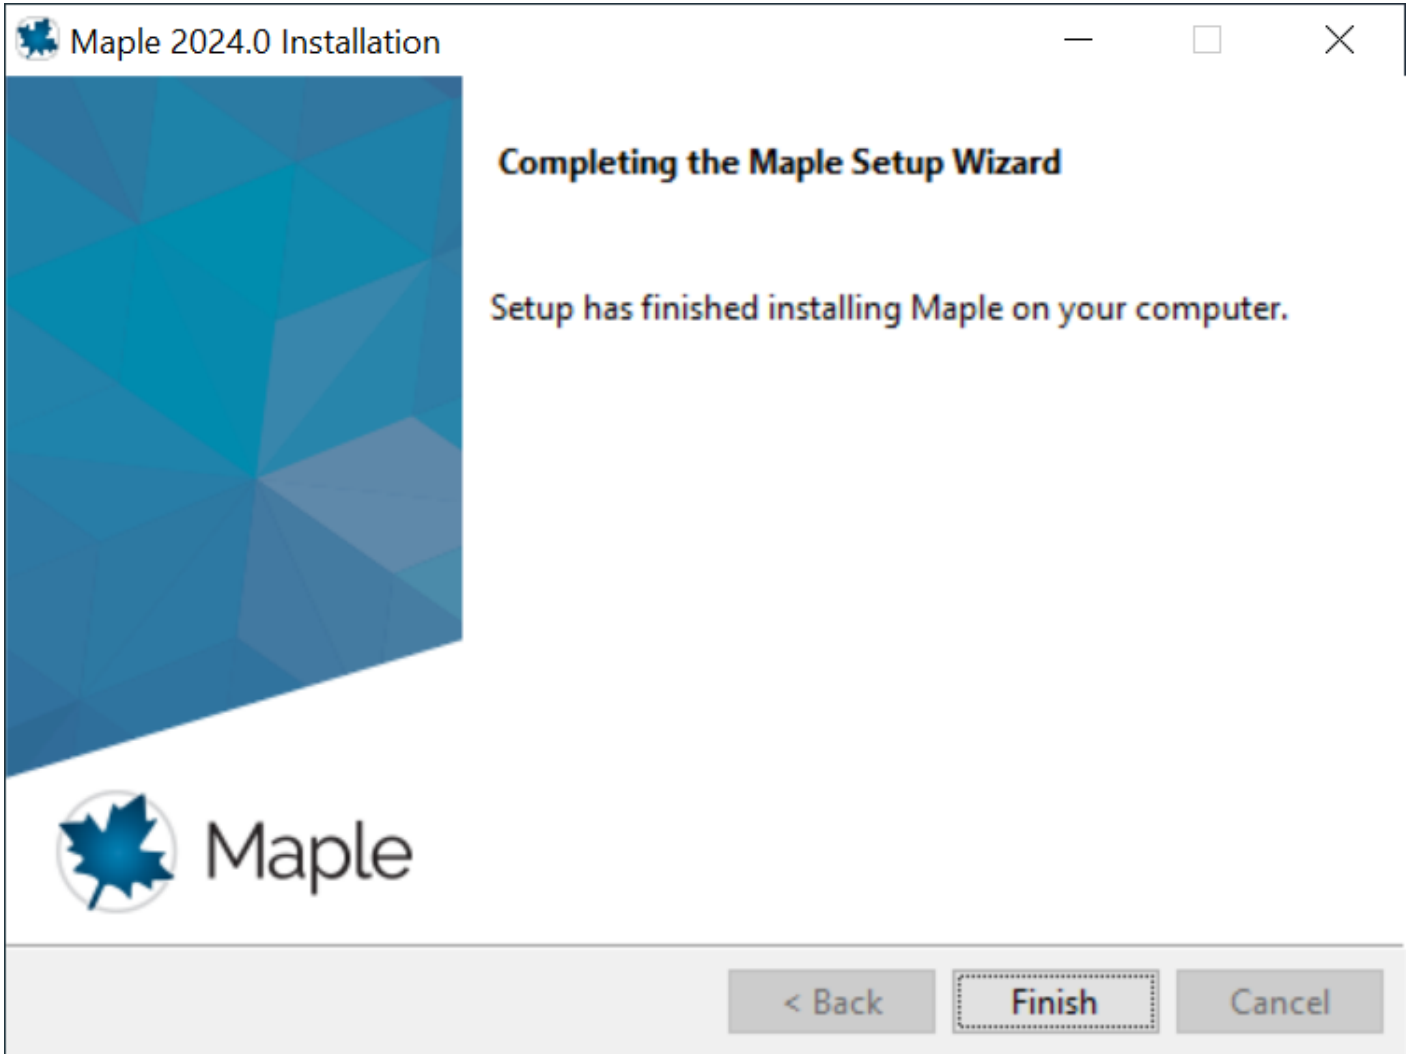 Maple 2024.0 Installation
Completing the Maple Setup Wizard
Setup has finished installing Maple on your computer.
Maple
< Back
Finish
Cancel